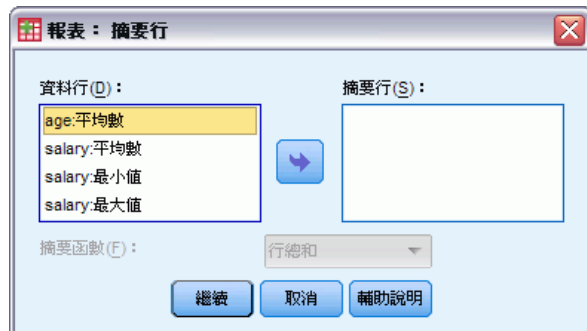 報表： 摘要行
資料行(D)：
摘要行(S)：
age:平均數
salary:平均數
salary:最小值
salary:最大值
摘要函數(F)：
行總和
繼續
取消
輔助說明